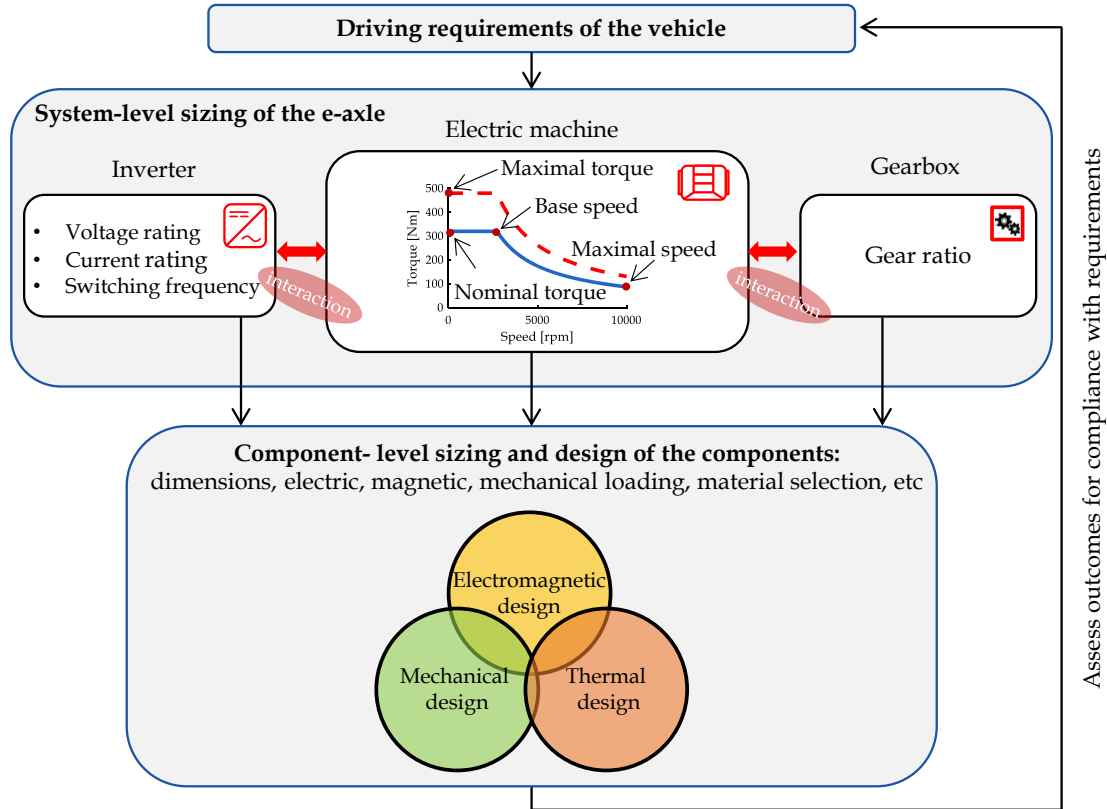 Driving requirements of the vehicle
System-level sizing of the e-axle
Inverter
• Voltage rating
• Current rating
• Switching frequency
interaction
Electric machine
Maximal torque
Base speed
Maximal speed
Nominal torque
Torque [Nm]
500
400
300
200
100
0
0
5000
10000
Speed [rpm]
interaction
Gearbox
Gear ratio
Component- level sizing and design of the components:
dimensions, electric, magnetic, mechanical loading, material selection, etc
Electromagnetic
design
Mechanical
design
Thermal
design
Assess outcomes for compliance with requirements